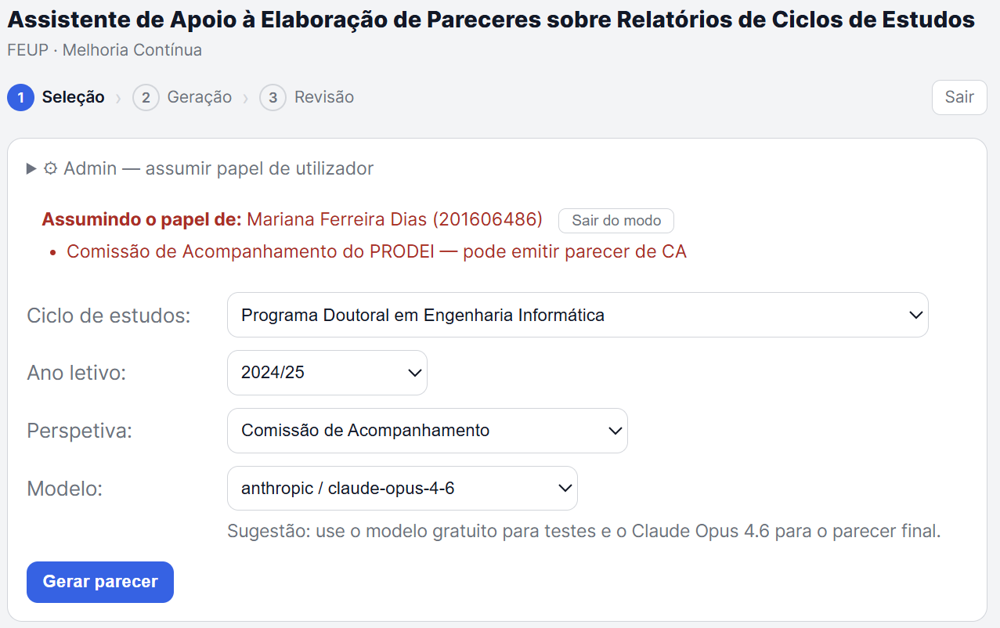 Assistente de Apoio à Elaboração de Pareceres sobre Relatórios de Ciclos de Estudos
FEUP · Melhoria Contínua
1 Seleção › 2 Geração › 3 Revisão
Sair
▶ ⚙ Admin — assumir papel de utilizador
Assumindo o papel de: Mariana Ferreira Dias (201606486) Sair do modo
• Comissão de Acompanhamento do PRODEI — pode emitir parecer de CA
Ciclo de estudos: Programa Doutoral em Engenharia Informática
Ano letivo: 2024/25
Perspetiva: Comissão de Acompanhamento
Modelo: anthropic / claude-opus-4-6
Sugestão: use o modelo gratuito para testes e o Claude Opus 4.6 para o parecer final.
Gerar parecer